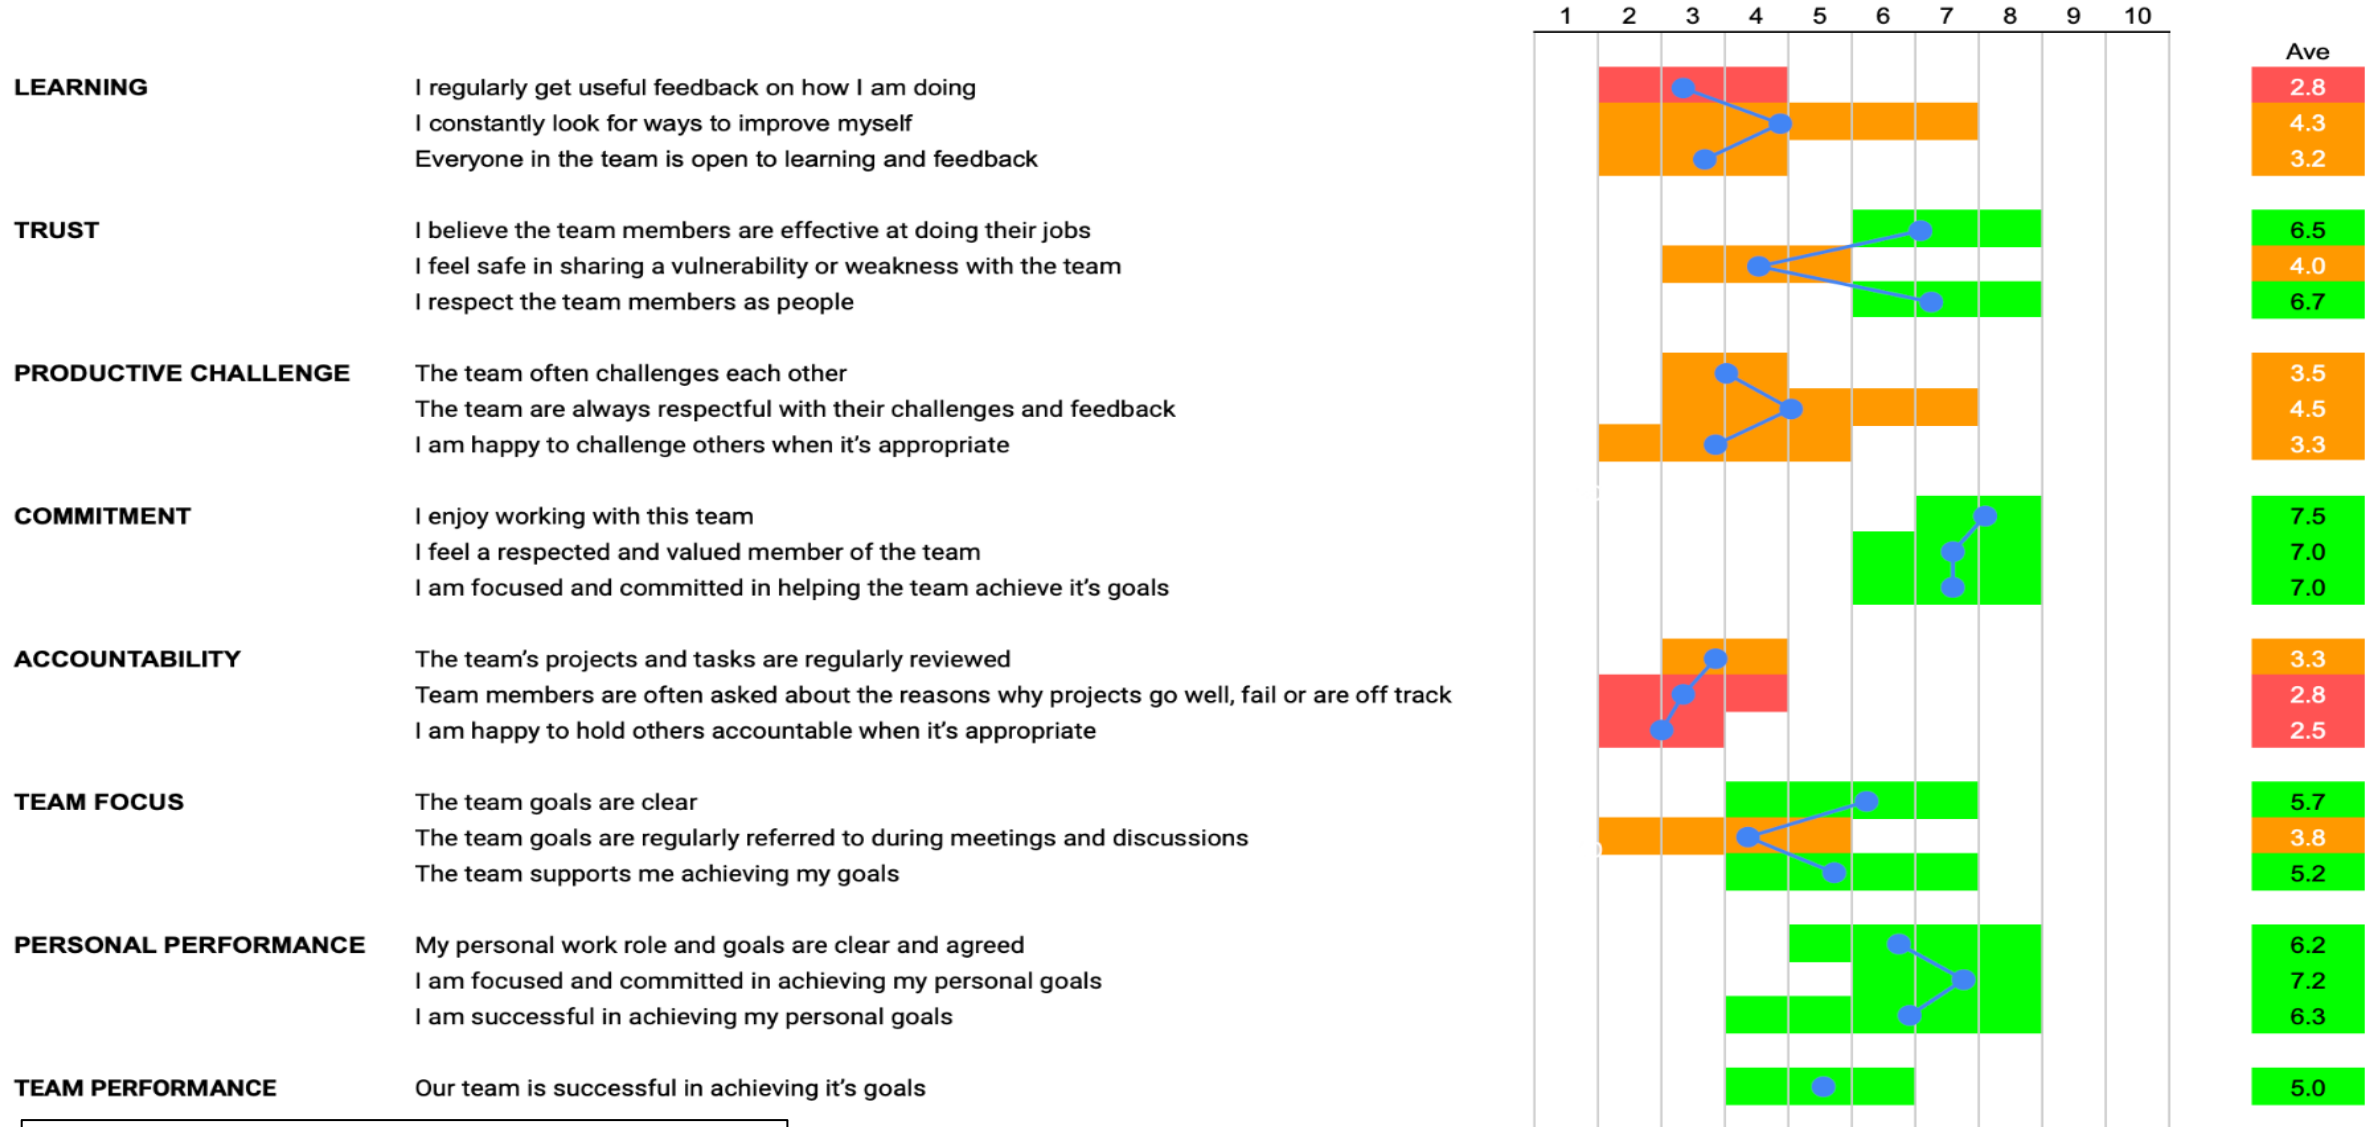 1 2 3 4 5 6 7 8 9 10
Ave
LEARNING I regularly get useful feedback on how I am doing 2.8
I constantly look for ways to improve myself 4.3
Everyone in the team is open to learning and feedback 3.2
TRUST I believe the team members are effective at doing their jobs 6.5
I feel safe in sharing a vulnerability or weakness with the team 4.0
I respect the team members as people 6.7
PRODUCTIVE CHALLENGE The team often challenges each other 3.5
The team are always respectful with their challenges and feedback 4.5
I am happy to challenge others when it’s appropriate 3.3
COMMITMENT I enjoy working with this team 7.5
I feel a respected and valued member of the team 7.0
I am focused and committed in helping the team achieve it’s goals 7.0
ACCOUNTABILITY The team’s projects and tasks are regularly reviewed 3.3
Team members are often asked about the reasons why projects go well, fail or are off track 2.8
I am happy to hold others accountable when it’s appropriate 2.5
TEAM FOCUS The team goals are clear 5.7
The team goals are regularly referred to during meetings and discussions 3.8
The team supports me achieving my goals 5.2
PERSONAL PERFORMANCE My personal work role and goals are clear and agreed 6.2
I am focused and committed in achieving my personal goals 7.2
I am successful in achieving my personal goals 6.3
TEAM PERFORMANCE Our team is successful in achieving it’s goals 5.0